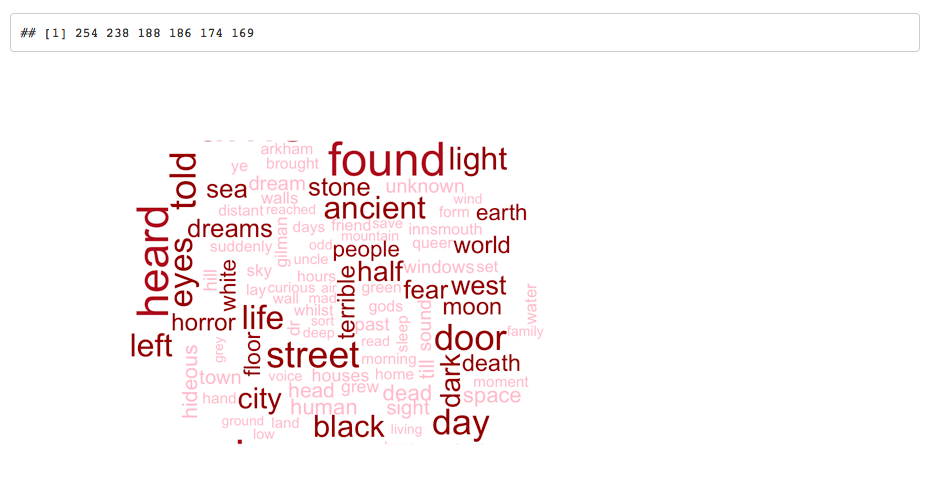 ## [1] 254 238 188 186 174 169
arkham
ye brought
found light
told
sea dream stone unknown
walls wind
distant reached ancient form earth
dreams gilman days friend save innsmouth
mountain
suddenly odd people queer world
heard eyes uncle
hill white sky hours terrible half windows set
lay curious air green fear west water
wall mad
whilst gods moon
horror life dr sort past sleep sound
deep family
left grey floor street read door
morning
hideous town voice houses home till dark death
moment
hand city head grew dead space
human sight
ground land black living day
low